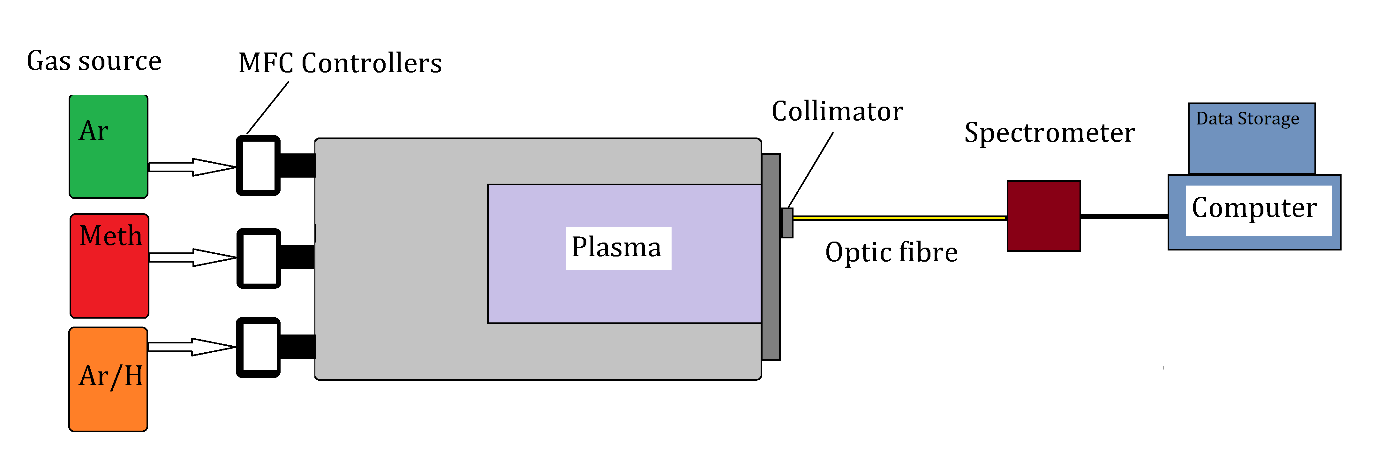 Gas source
MFC Controllers
Ar
Meth
Ar/H
Plasma
Collimator
Optic fibre
Spectrometer
Data Storage
Computer